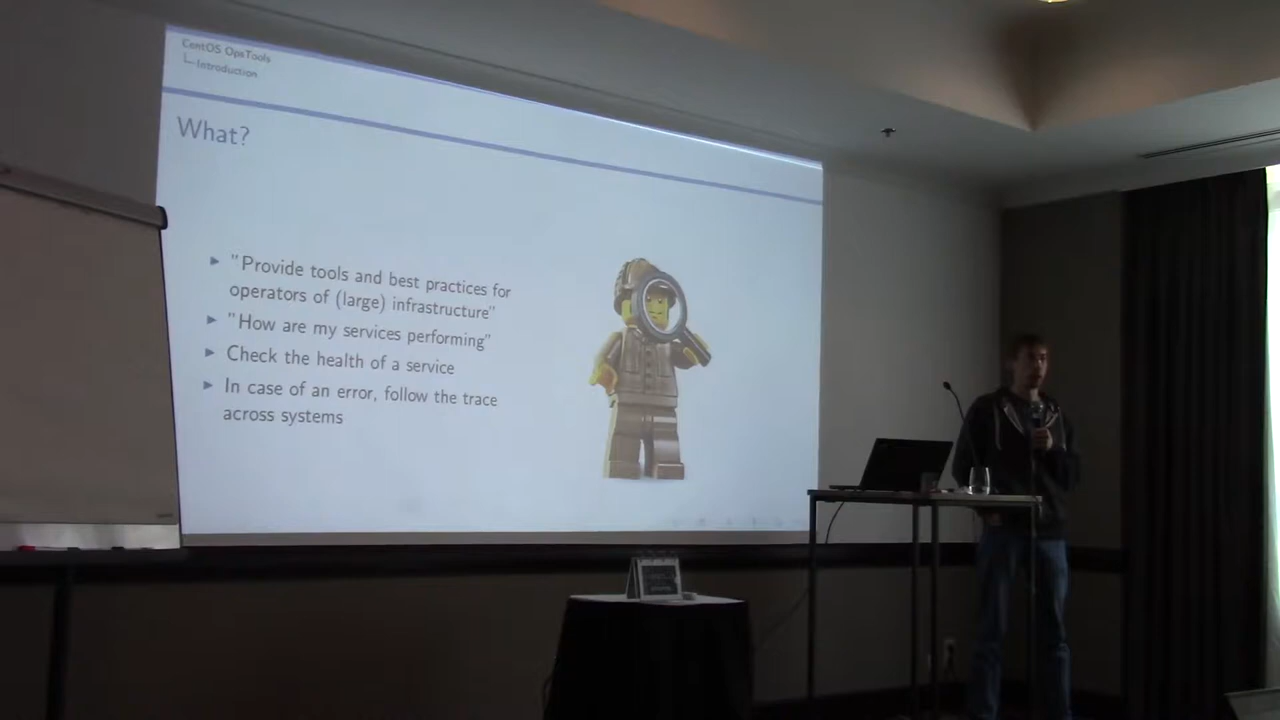 CentOS OpsTools
Introduction
What?
"Provide tools and best practices for
operators of (large) infrastructure"
"How are my services performing"
Check the health of a service
In case of an error, follow the trace
across systems